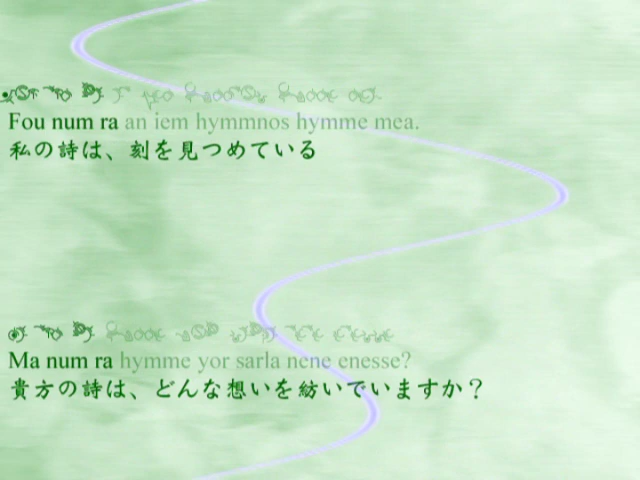 Fou num ra an iem hymmnos hymme mea.
私の詩は、刻を見つめている
Ma num ra hymme yor sarla nene enesse?
貴方の詩は、どんな想いを紡いでいますか？